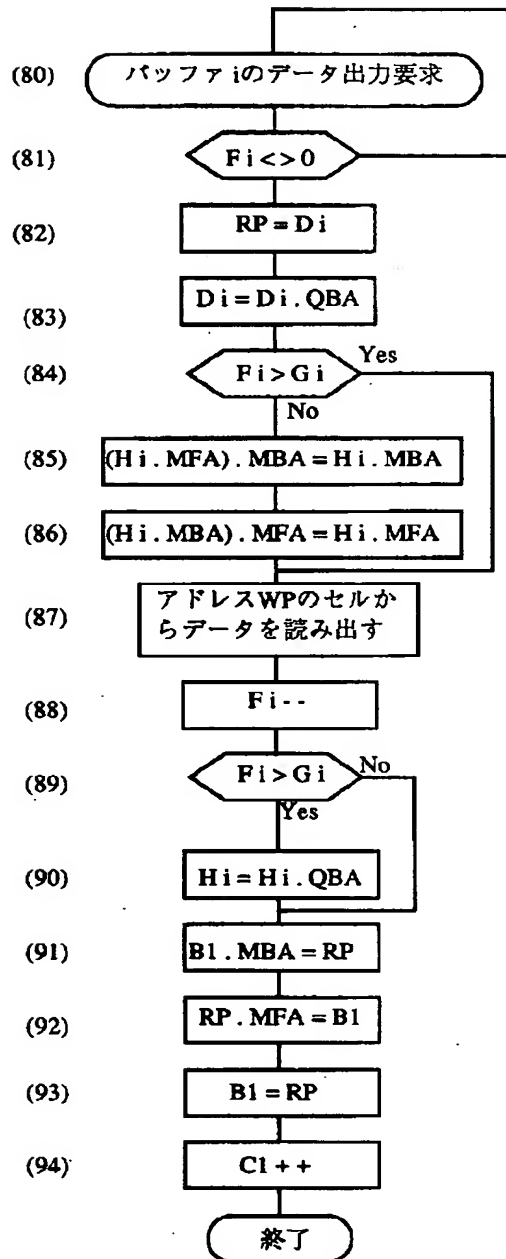 (80) バッファiのデータ出力要求
(81) Fi<>0
(82) RP=Di
(83) Di=Di.QBA
(84) Fi>Gi Yes
No
(85) (Hi.MFA).MBA=Hi.MBA
(86) (Hi.MBA).MFA=Hi.MFA
(87) アドレスWPのセルか
らデータを読み出す
(88) Fi--
(89) Fi>Gi No
Yes
(90) Hi=Hi.QBA
(91) B1.MBA=RP
(92) RP.MFA=B1
(93) B1=RP
(94) C1++
終了